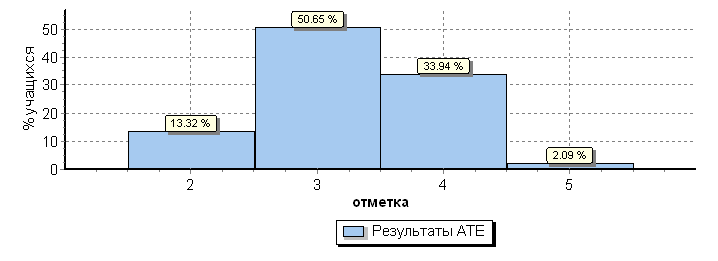 50.65 %
33.94 %
13.32 %
2.09 %
% учащихся
50
40
30
20
10
0
2 3 4 5
отметка
Результаты АТЕ